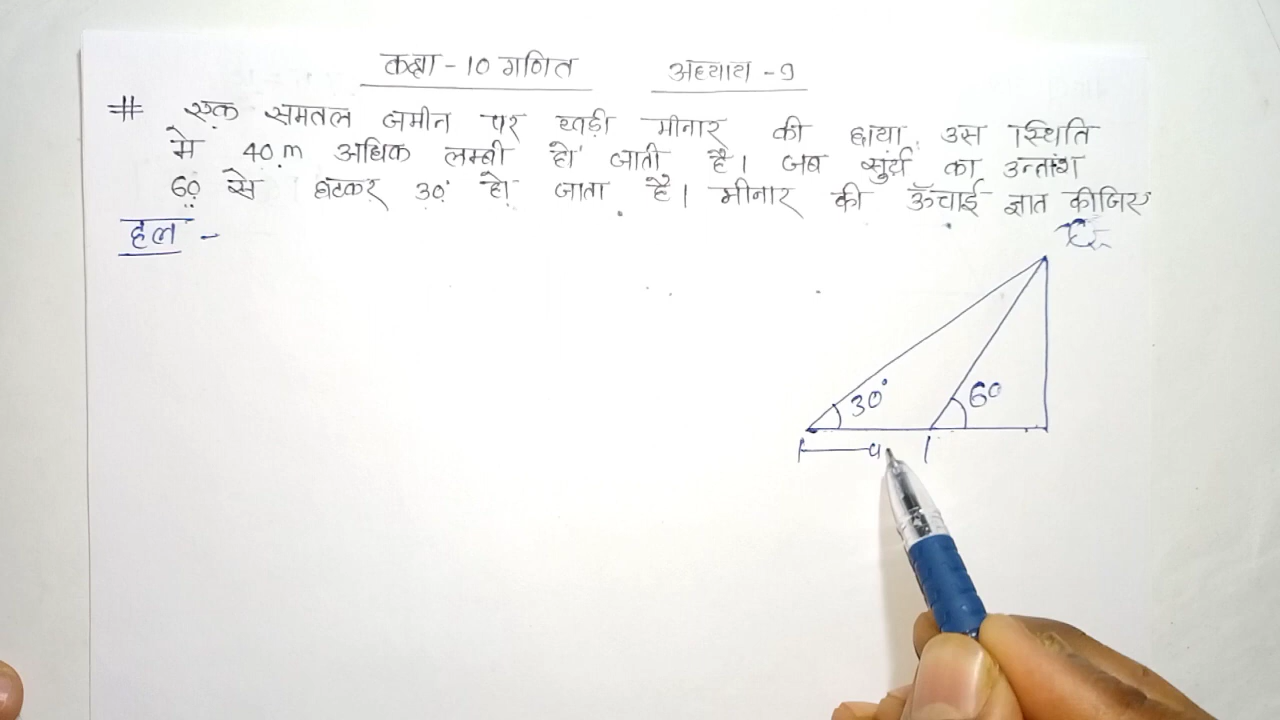 कक्षा - 10 गणित अध्याय - 9
# एक समतल जमीन पर खड़ी मीनार की छाया उस स्थिति
मे 40 m अधिक लम्बी हो जाती है। जब सुर्य का उन्नतांश
60 से घटकर 30° हो जाता है। मीनार की ऊँचाई ज्ञात कीजिए
हल -
30° 60